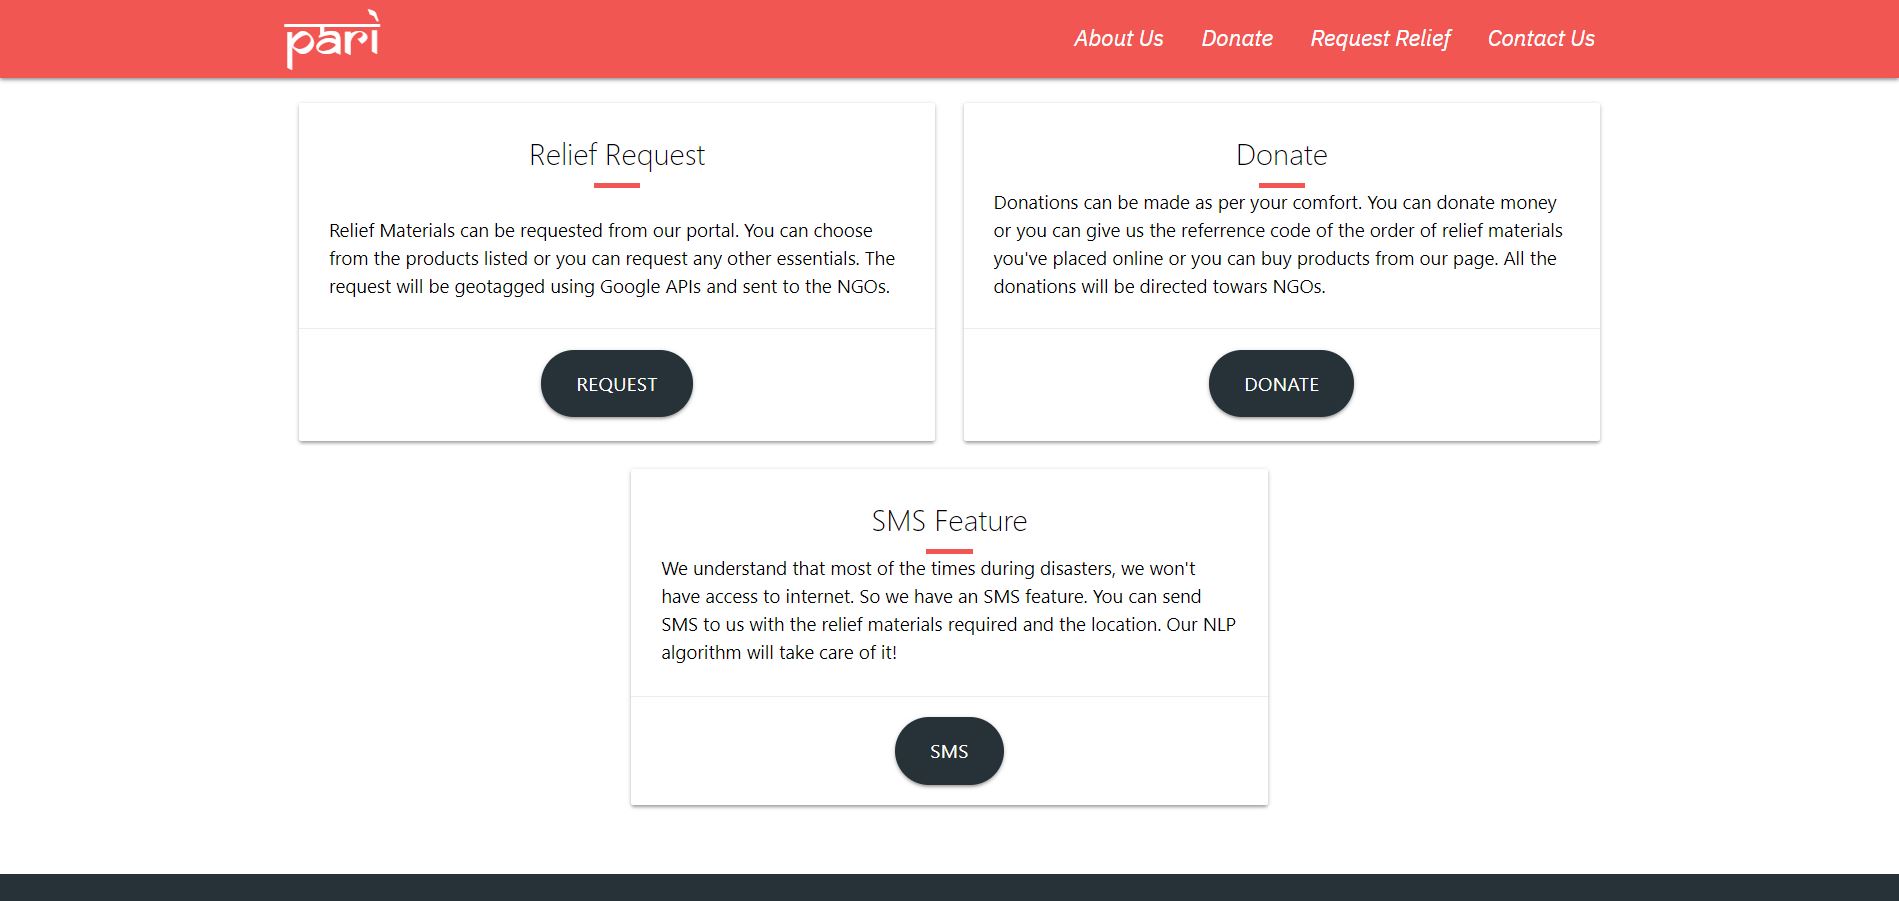 pari
About Us Donate Request Relief Contact Us
Relief Request
Relief Materials can be requested from our portal. You can choose
from the products listed or you can request any other essentials. The
request will be geotagged using Google APIs and sent to the NGOs.
REQUEST
Donate
Donations can be made as per your comfort. You can donate money
or you can give us the referrence code of the order of relief materials
you've placed online or you can buy products from our page. All the
donations will be directed towars NGOs.
DONATE
SMS Feature
We understand that most of the times during disasters, we won't
have access to internet. So we have an SMS feature. You can send
SMS to us with the relief materials required and the location. Our NLP
algorithm will take care of it!
SMS